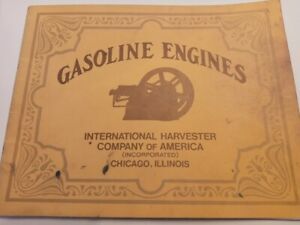 GASOLINE ENGINES
INTERNATIONAL HARVESTER
COMPANY OF AMERICA
(INCORPORATED)
CHICAGO, ILLINOIS